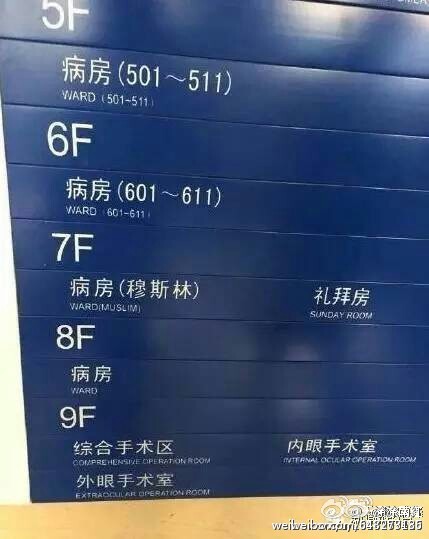 5F
病房(501～511)
WARD (501-511)
6F
病房(601～611)
WARD (601-611)
7F
病房(穆斯林) 礼拜房
WARD(MUSLIM) SUNDAY ROOM
8F
病房
WARD
9F
综合手术区 内眼手术室
COMPREHENSIVE OPERATION ROOM INTERNAL OCULAR OPERATION ROOM
外眼手术室
EXTRAOCULAR OPERATION ROOM